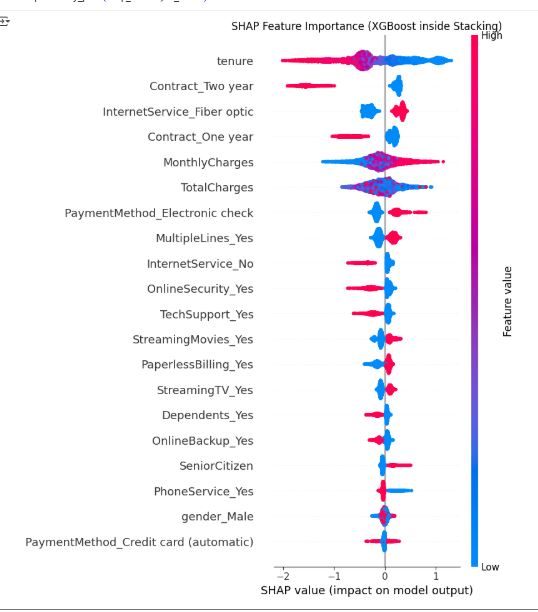 SHAP Feature Importance (XGBoost inside Stacking)
High
tenure
Contract_Two year
InternetService_Fiber optic
Contract_One year
MonthlyCharges
TotalCharges
PaymentMethod_Electronic check
MultipleLines_Yes
InternetService_No
OnlineSecurity_Yes
TechSupport_Yes
StreamingMovies_Yes
PaperlessBilling_Yes
StreamingTV_Yes
Dependents_Yes
OnlineBackup_Yes
SeniorCitizen
PhoneService_Yes
gender_Male
PaymentMethod_Credit card (automatic)
Feature value
Low
−2 −1 0 1
SHAP value (impact on model output)